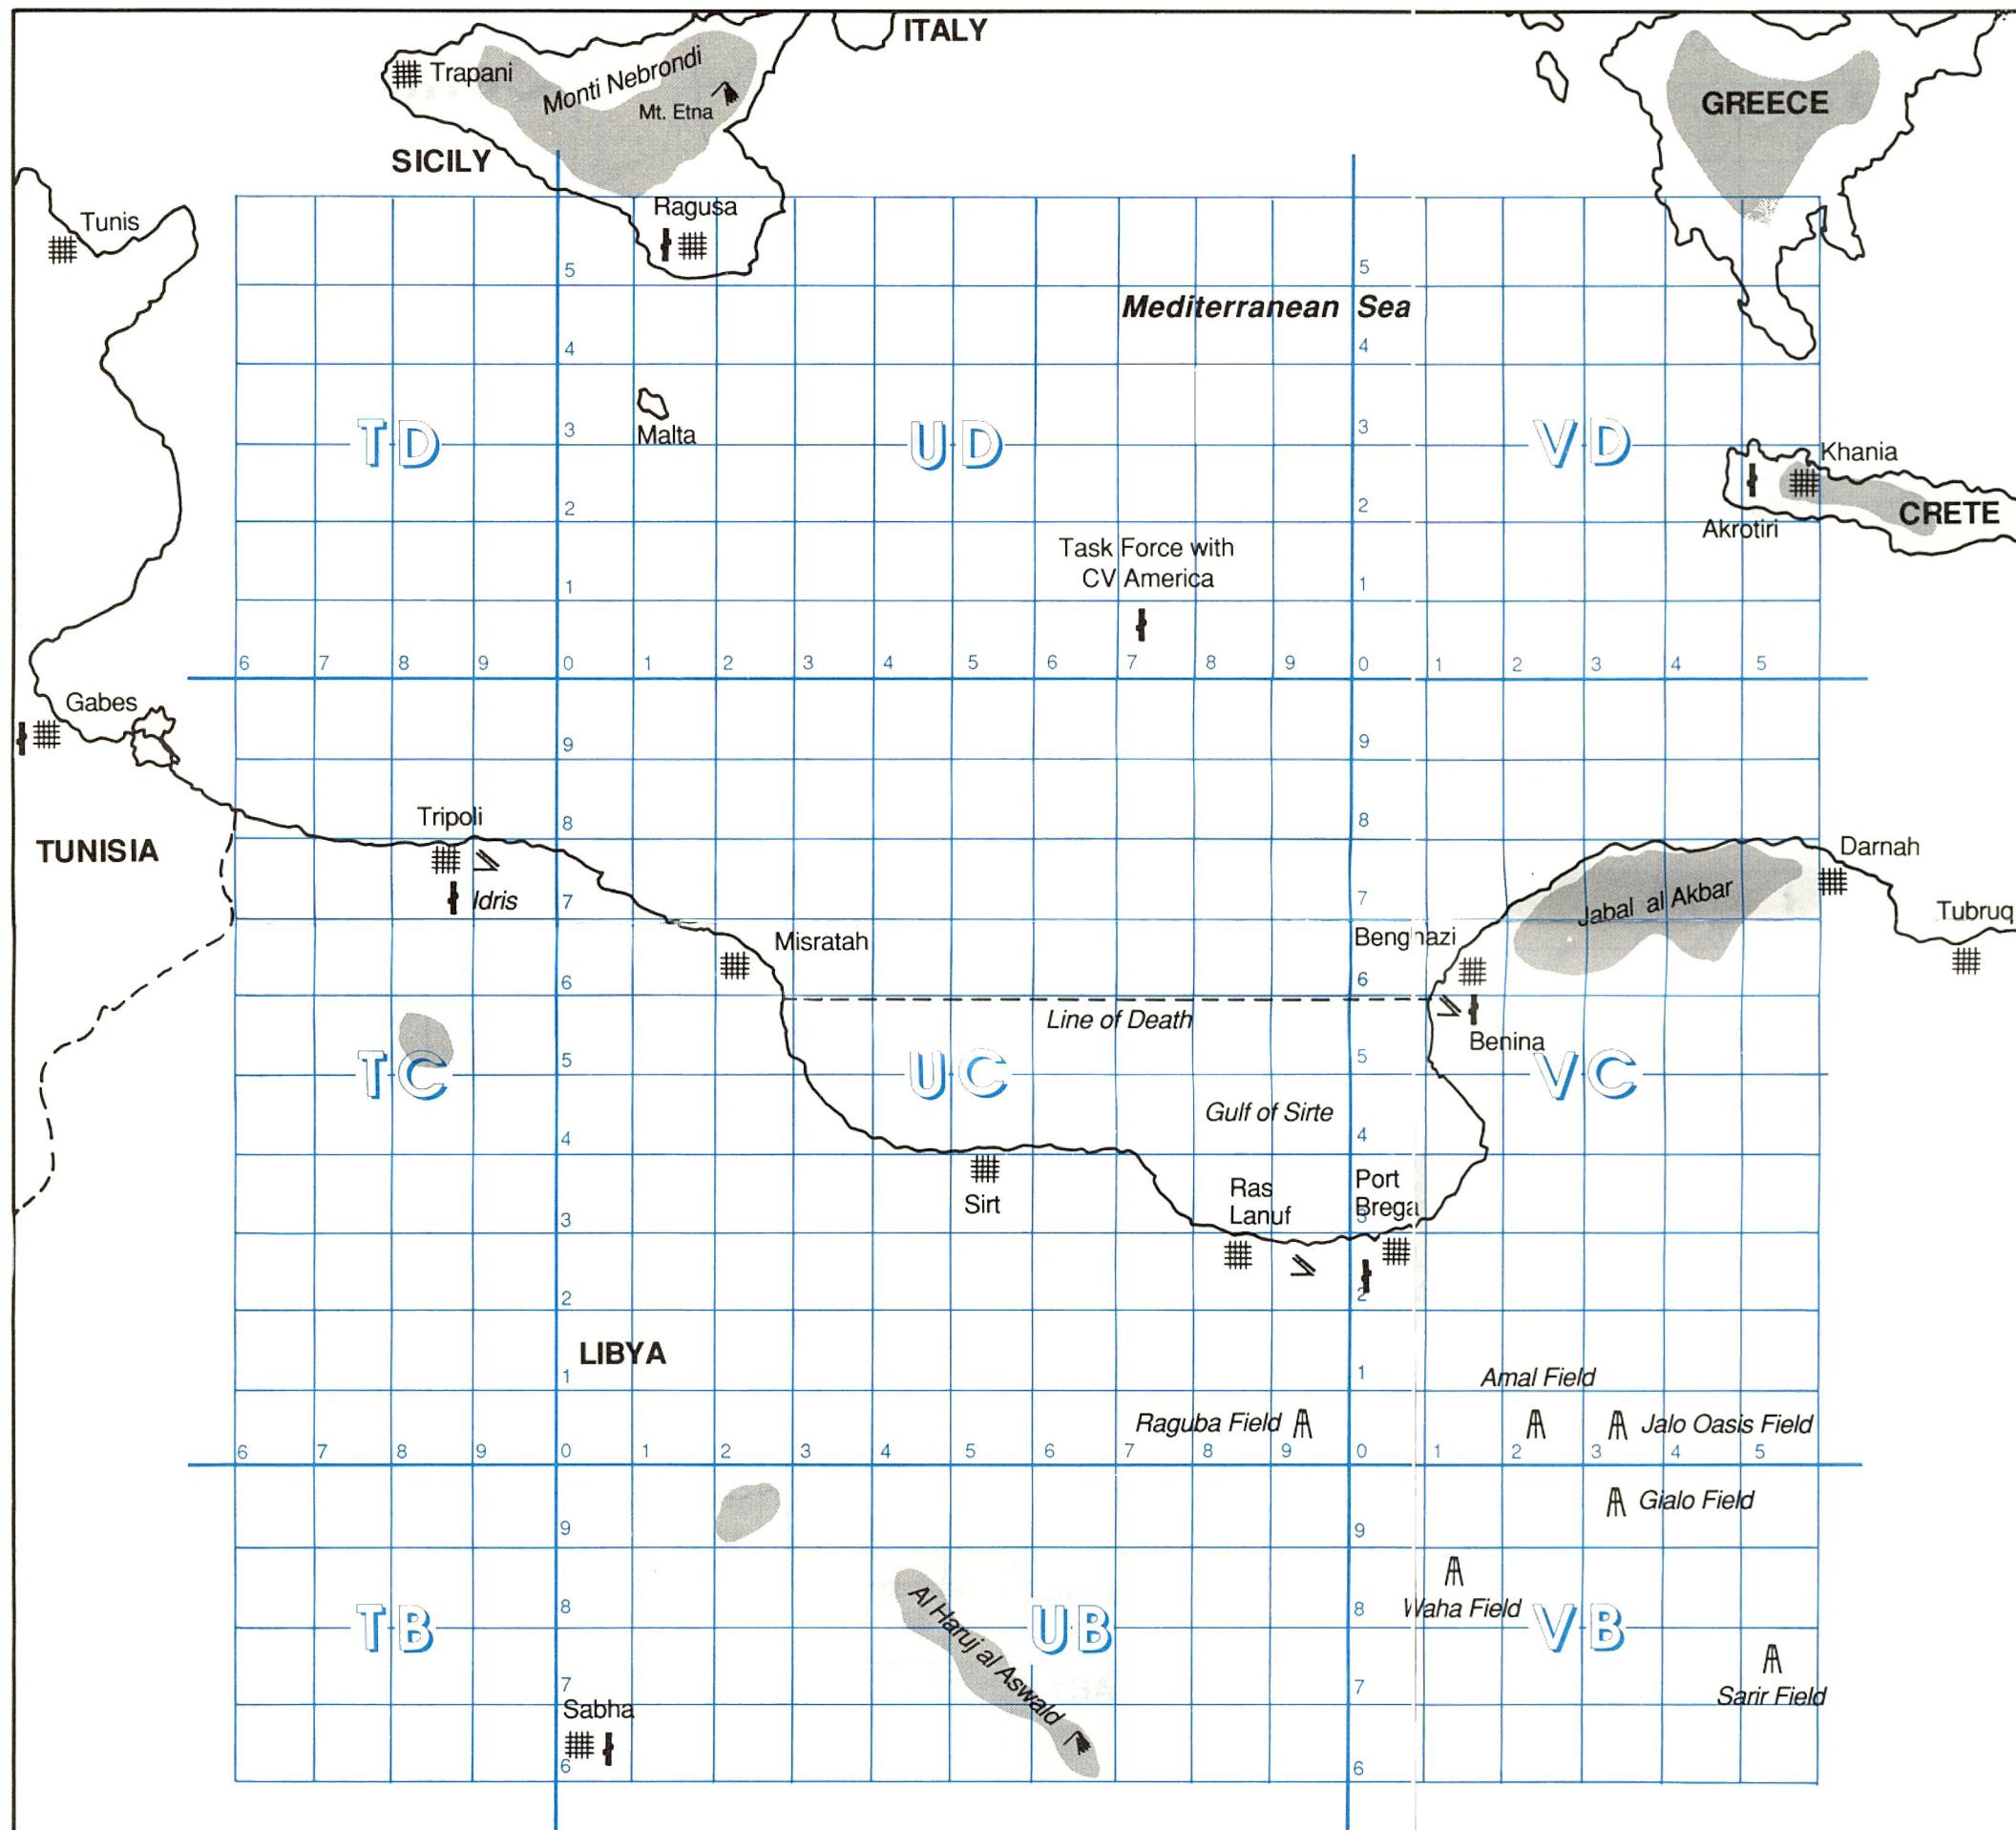 ITALY
Trapani
Monti Nebrondi
Mt. Etna
GREECE
SICILY
Tunis
Ragusa
5
5
Mediterranean Sea
4
4
TD
Malta
3
UD
3
VD
Khania
CRETE
2
2
Akrotiri
Task Force with
CV America
1
1
6 7 8 9 0 1 2 3 4 5 6 7 8 9 0 1 2 3 4 5
Gabes
9
9
Tripoli
8
8
TUNISIA
Darnah
Idris
7
7
Jabal al Akbar
Tubruq
Misratah
Benghazi
6
6
Line of Death
Benina
TC
5
UC
5
VC
Gulf of Sirte
4
4
Sirt
Ras
Lanuf
Port
Brega
3
3
2
2
LIBYA
1
1
Amal Field
Raguba Field
Jalo Oasis Field
6 7 8 9 0 1 2 3 4 5 6 7 8 9 0 1 2 3 4 5
Gialo Field
9
9
Al Haruj al Aswald
8
8
Waha Field
TB
UB
VB
7
7
Sarir Field
Sabha
6
6